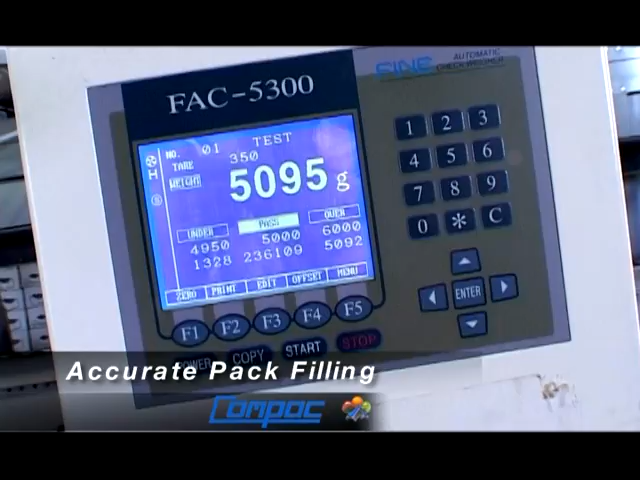 FINE AUTOMATIC CHECKWEIGHER
FAC-5300
NO. 01 TEST
TARE 350
WEIGHT 5095 g
UNDER PASS OVER
4950 5000 6000
1328 236109 5092
ZERO PRINT EDIT OFFSET MENU
F1 F2 F3 F4 F5
POWER COPY START STOP
1 2 3
4 5 6
7 8 9
0 * C
ENTER
Accurate Pack Filling
Compac